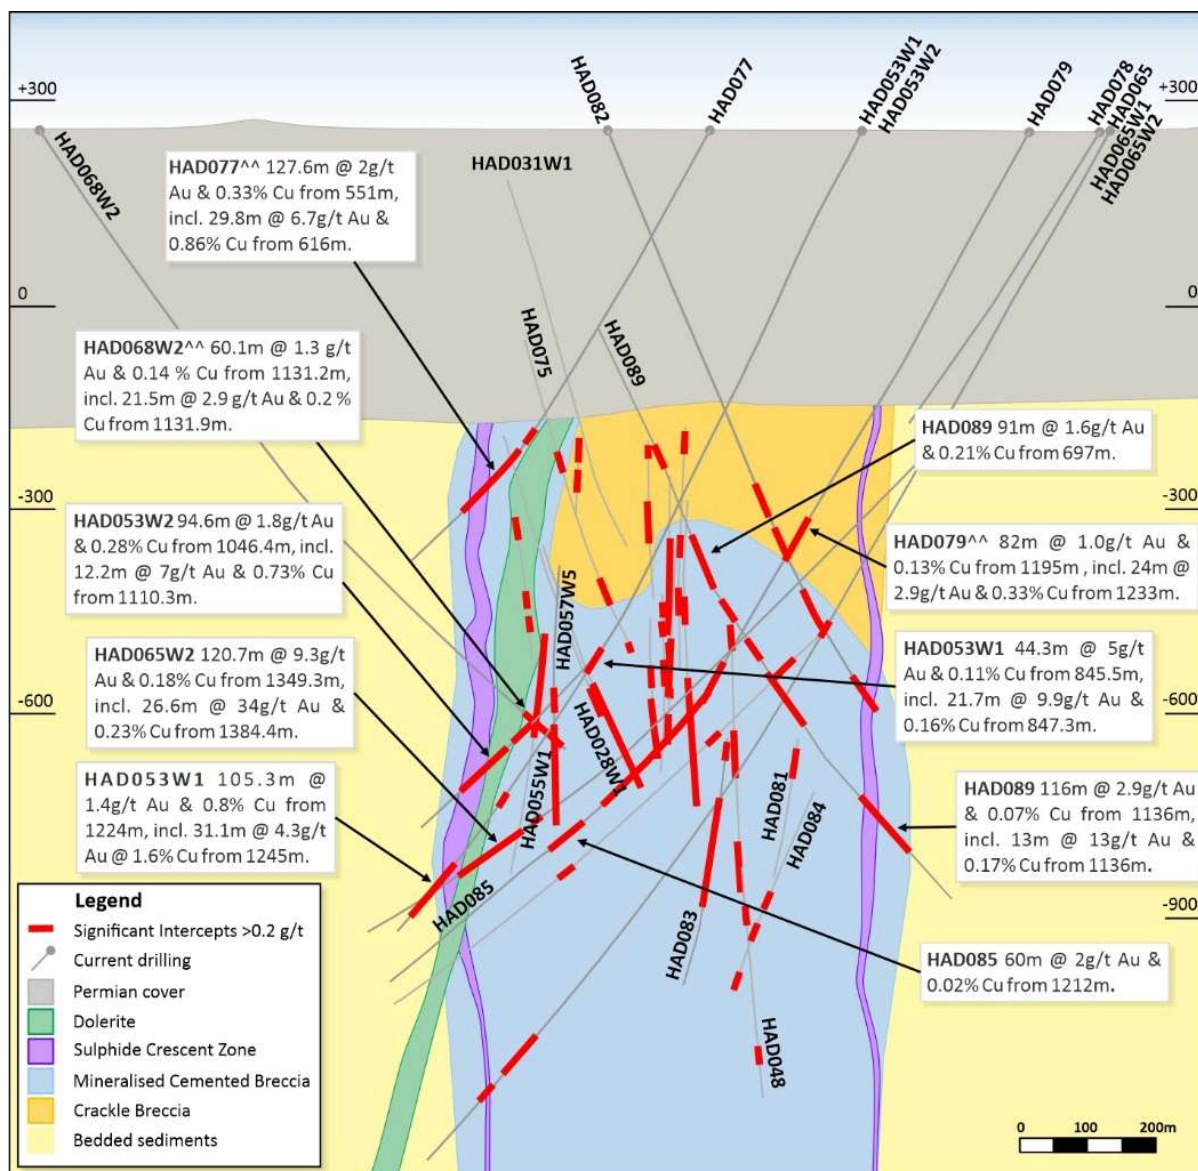 +300
+300
HAD068W2
HAD082
HAD077
HAD053W1
HAD053W2
HAD079
HAD078
HAD065
HAD065W1
HAD065W2
HAD031W1
HAD077^^ 127.6m @ 2g/t
Au & 0.33% Cu from 551m,
incl. 29.8m @ 6.7g/t Au &
0.86% Cu from 616m.
0
0
HAD075
HAD089
HAD068W2^^ 60.1m @ 1.3 g/t
Au & 0.14 % Cu from 1131.2m,
incl. 21.5m @ 2.9 g/t Au & 0.2 %
Cu from 1131.9m.
HAD089 91m @ 1.6g/t Au
& 0.21% Cu from 697m.
-300
-300
HAD053W2 94.6m @ 1.8g/t Au
& 0.28% Cu from 1046.4m, incl.
12.2m @ 7g/t Au & 0.73% Cu
from 1110.3m.
HAD079^^ 82m @ 1.0g/t Au &
0.13% Cu from 1195m , incl. 24m @
2.9g/t Au & 0.33% Cu from 1233m.
HAD057W5
HAD065W2 120.7m @ 9.3g/t
Au & 0.18% Cu from 1349.3m,
incl. 26.6m @ 34g/t Au &
0.23% Cu from 1384.4m.
HAD053W1 44.3m @ 5g/t
Au & 0.11% Cu from 845.5m,
incl. 21.7m @ 9.9g/t Au &
0.16% Cu from 847.3m.
-600
-600
HAD028W1
HAD055W1
HAD081
HAD084
HAD053W1 105.3m @
1.4g/t Au & 0.8% Cu from
1224m, incl. 31.1m @ 4.3g/t
Au @ 1.6% Cu from 1245m.
HAD089 116m @ 2.9g/t Au
& 0.07% Cu from 1136m,
incl. 13m @ 13g/t Au &
0.17% Cu from 1136m.
HAD085
HAD083
-900
HAD085 60m @ 2g/t Au &
0.02% Cu from 1212m.
HAD048
Legend
Significant Intercepts >0.2 g/t
Current drilling
Permian cover
Dolerite
Sulphide Crescent Zone
Mineralised Cemented Breccia
Crackle Breccia
Bedded sediments
0 100 200m